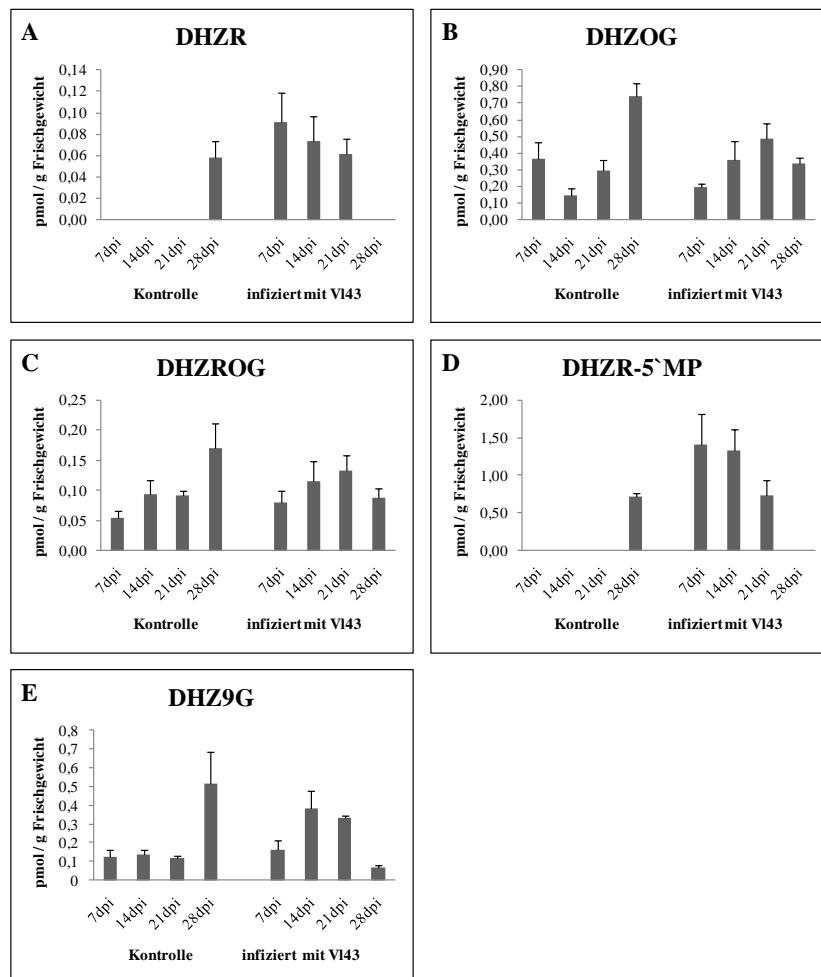 A
DHZR
pmol / g Frischgewicht
0,14
0,12
0,10
0,08
0,06
0,04
0,02
0,00
7dpi 14dpi 21dpi 28dpi 7dpi 14dpi 21dpi 28dpi
Kontrolle infiziert mit Vl43
B
DHZOG
pmol / g Frischgewicht
0,90
0,80
0,70
0,60
0,50
0,40
0,30
0,20
0,10
0,00
7dpi 14dpi 21dpi 28dpi 7dpi 14dpi 21dpi 28dpi
Kontrolle infiziert mit Vl43
C
DHZROG
pmol / g Frischgewicht
0,25
0,20
0,15
0,10
0,05
0,00
7dpi 14dpi 21dpi 28dpi 7dpi 14dpi 21dpi 28dpi
Kontrolle infiziert mit Vl43
D
DHZR-5`MP
pmol / g Frischgewicht
2,00
1,50
1,00
0,50
0,00
7dpi 14dpi 21dpi 28dpi 7dpi 14dpi 21dpi 28dpi
Kontrolle infiziert mit Vl43
E
DHZ9G
pmol / g Frischgewicht
0,8
0,7
0,6
0,5
0,4
0,3
0,2
0,1
0
7dpi 14dpi 21dpi 28dpi 7dpi 14dpi 21dpi 28dpi
Kontrolle infiziert mit Vl43